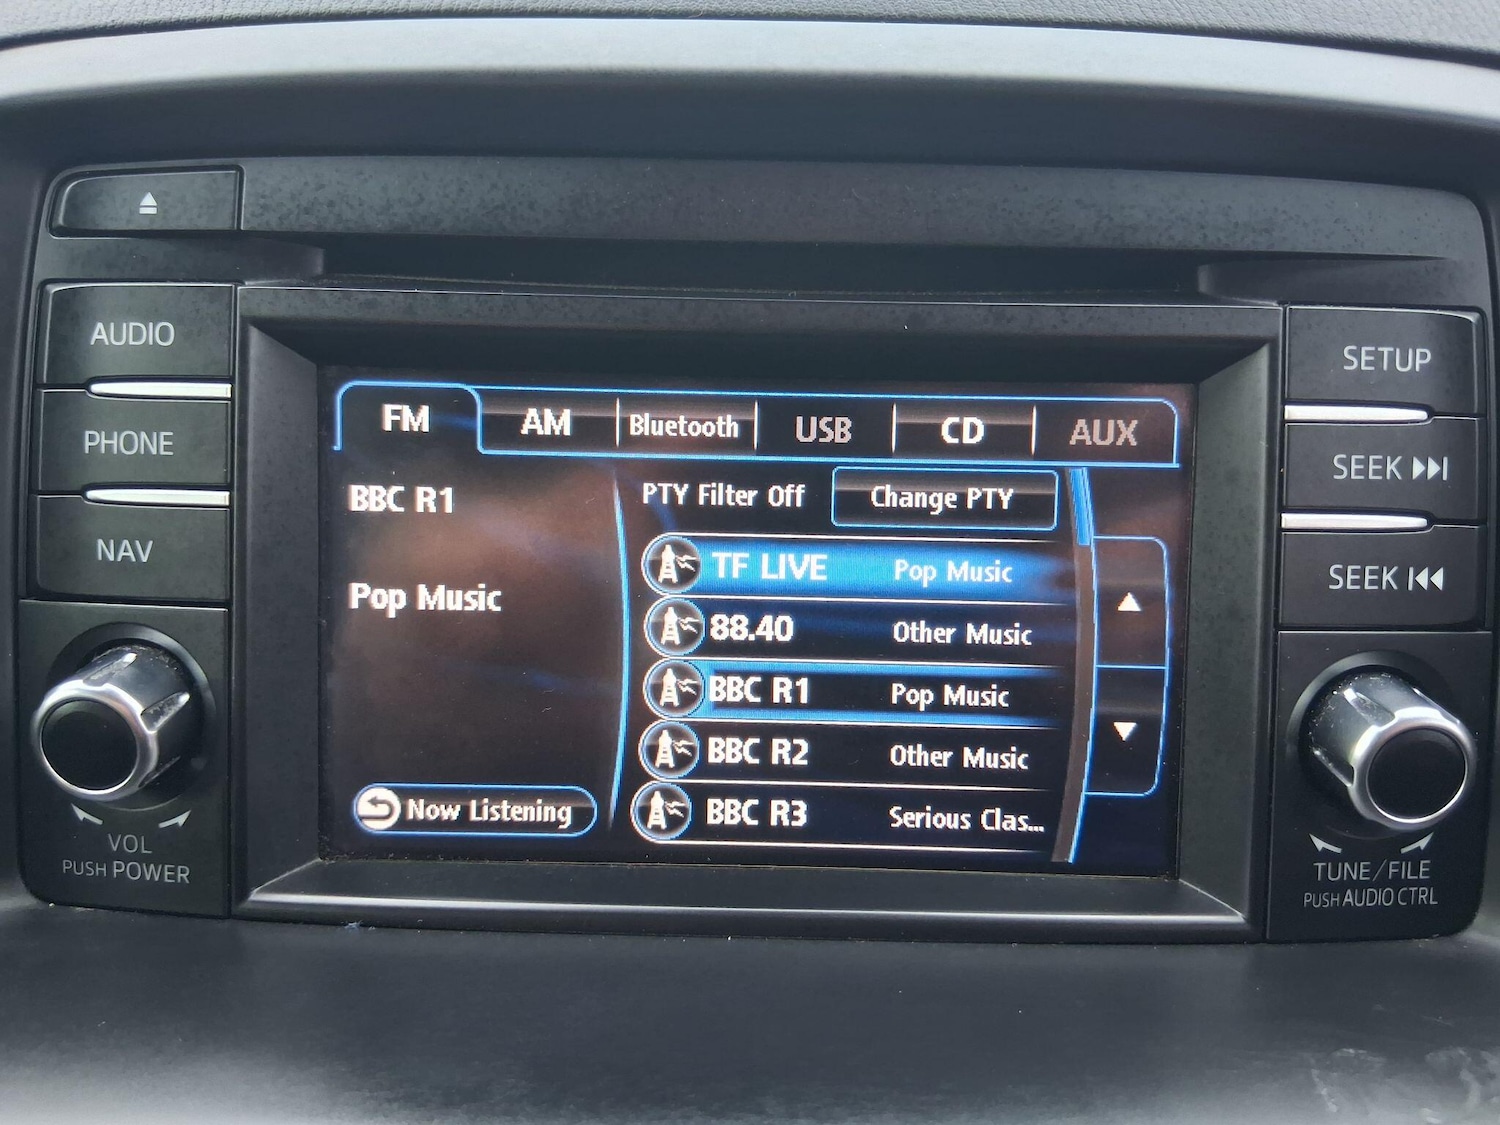 AUDIO
PHONE
NAV
VOL
PUSH POWER
FM AM Bluetooth USB CD AUX
BBC R1
Pop Music
Now Listening
PTY Filter Off Change PTY
TF LIVE Pop Music
88.40 Other Music
BBC R1 Pop Music
BBC R2 Other Music
BBC R3 Serious Clas...
SETUP
SEEK
SEEK
TUNE/FILE
PUSH AUDIO CTRL